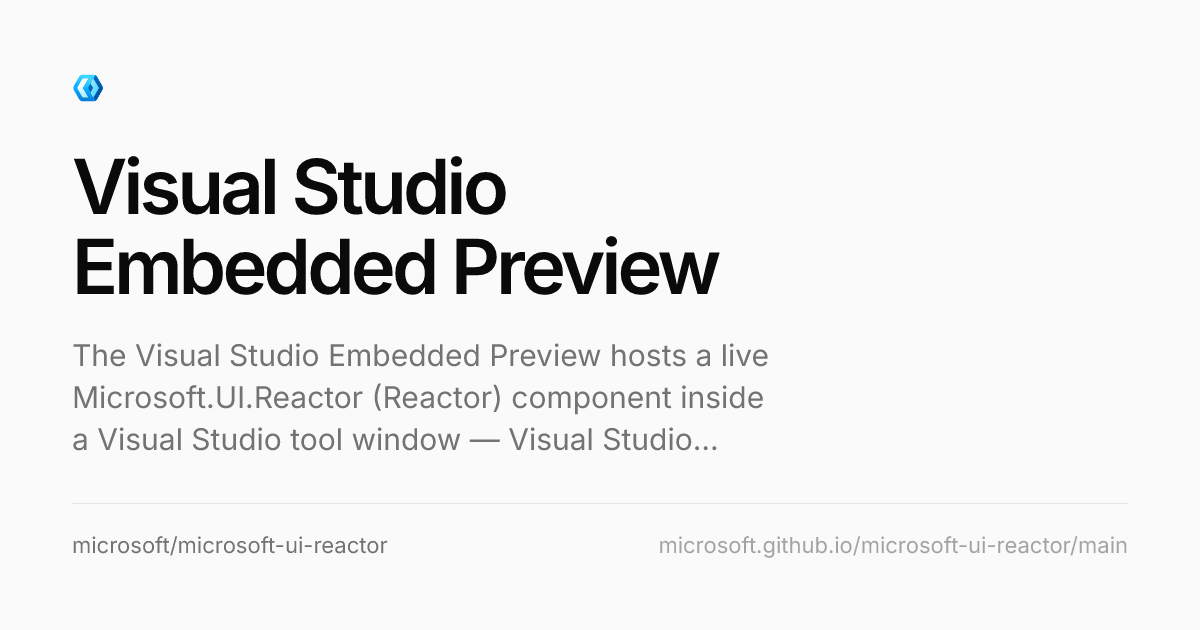 Visual Studio
Embedded Preview
The Visual Studio Embedded Preview hosts a live
Microsoft.UI.Reactor (Reactor) component inside
a Visual Studio tool window — Visual Studio...
microsoft/microsoft-ui-reactor
microsoft.github.io/microsoft-ui-reactor/main